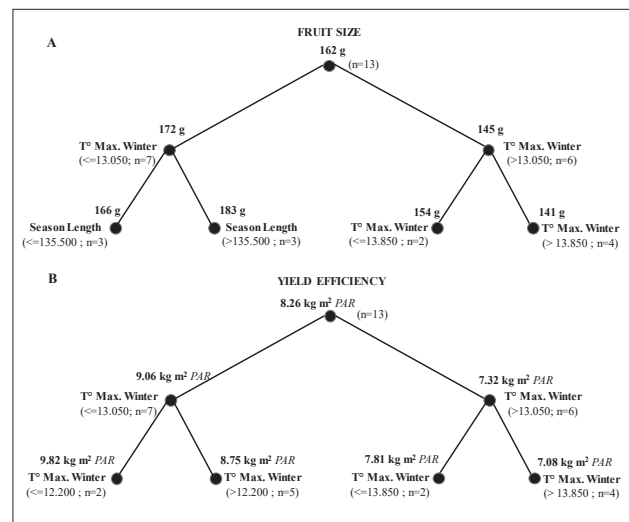 FRUIT SIZE
A
162 g
(n=13)
172 g
T° Max. Winter
(<=13.050; n=7)
145 g
T° Max. Winter
(>13.050; n=6)
166 g
Season Length
(<=135.500 ; n=3)
183 g
Season Length
(>135.500 ; n=3)
154 g
T° Max. Winter
(<=13.850; n=2)
141 g
T° Max. Winter
(> 13.850; n=4)
B
YIELD EFFICIENCY
8.26 kg m² PAR
(n=13)
9.06 kg m² PAR
T° Max. Winter
(<=13.050; n=7)
7.32 kg m² PAR
T° Max. Winter
(>13.050; n=6)
9.82 kg m² PAR
T° Max. Winter
(<=12.200 ; n=2)
8.75 kg m² PAR
T° Max. Winter
(>12.200 ; n=5)
7.81 kg m² PAR
T° Max. Winter
(<=13.850 ; n=2)
7.08 kg m² PAR
T° Max. Winter
(> 13.850 ; n=4)